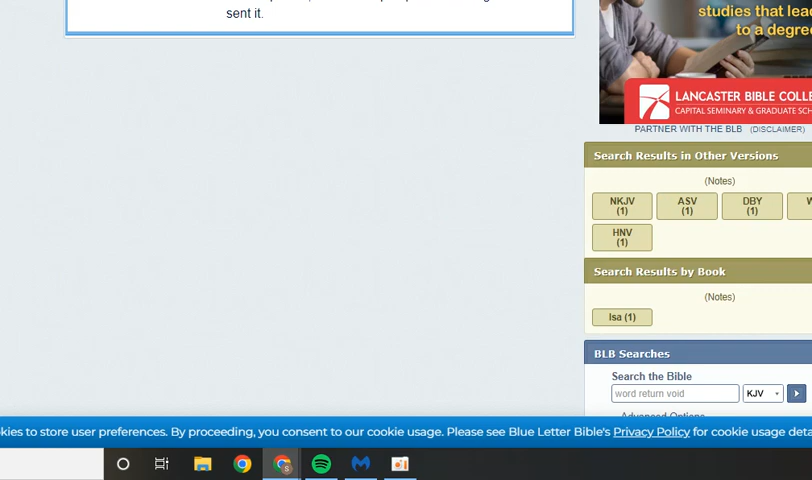 sent it.
studies that lea
to a degre
LANCASTER BIBLE COLLE
CAPITAL SEMINARY & GRADUATE SCH
PARTNER WITH THE BLB (DISCLAIMER)
Search Results in Other Versions
(Notes)
NKJV (1)
ASV (1)
DBY (1)
HNV (1)
Search Results by Book
(Notes)
Isa (1)
BLB Searches
Search the Bible
word return void
KJV
Advanced Options
kies to store user preferences. By proceeding, you consent to our cookie usage. Please see Blue Letter Bible's Privacy Policy for cookie usage deta